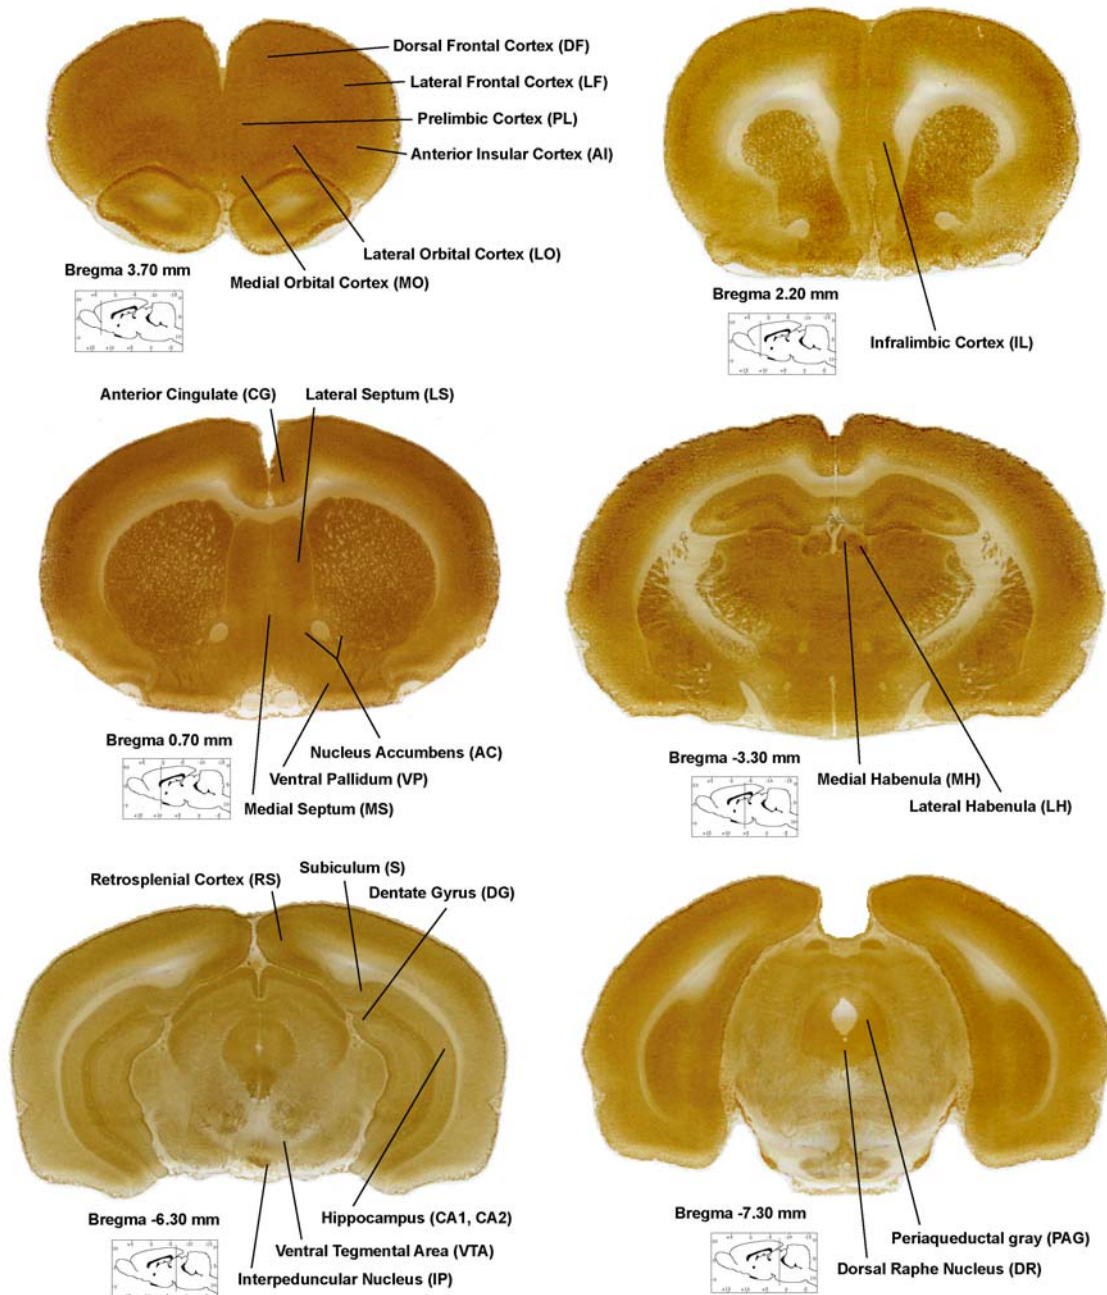 Dorsal Frontal Cortex (DF)
Lateral Frontal Cortex (LF)
Prelimbic Cortex (PL)
Anterior Insular Cortex (AI)
Lateral Orbital Cortex (LO)
Medial Orbital Cortex (MO)
Bregma 3.70 mm
Bregma 2.20 mm
Infralimbic Cortex (IL)
Anterior Cingulate (CG)
Lateral Septum (LS)
Bregma 0.70 mm
Nucleus Accumbens (AC)
Ventral Pallidum (VP)
Medial Septum (MS)
Bregma -3.30 mm
Medial Habenula (MH)
Lateral Habenula (LH)
Subiculum (S)
Retrosplenial Cortex (RS)
Dentate Gyrus (DG)
Bregma -6.30 mm
Hippocampus (CA1, CA2)
Ventral Tegmental Area (VTA)
Interpeduncular Nucleus (IP)
Bregma -7.30 mm
Periaqueductal gray (PAG)
Dorsal Raphe Nucleus (DR)